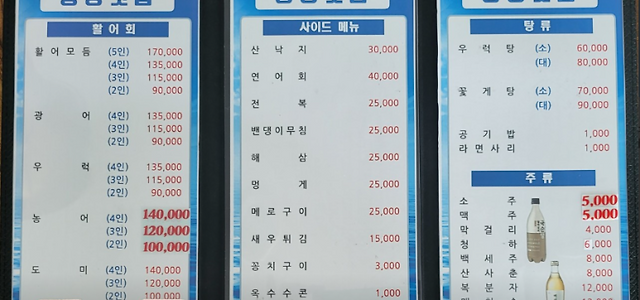 활어회
활어모듬 (5인) 170,000
(4인) 135,000
(3인) 115,000
(2인) 90,000
광어 (4인) 135,000
(3인) 115,000
(2인) 90,000
우럭 (4인) 135,000
(3인) 115,000
(2인) 90,000
농어 (4인) 140,000
(3인) 120,000
(2인) 100,000
도미 (4인) 140,000
(3인) 120,000
(2인) 100,000
사이드 메뉴
산낙지 30,000
연어회 40,000
전복 25,000
밴댕이무침 25,000
해삼 25,000
멍게 25,000
메로구이 25,000
새우튀김 15,000
꽁치구이 3,000
옥수수콘 1,000
탕류
우럭탕 (소) 60,000
(대) 80,000
꽃게탕 (소) 70,000
(대) 90,000
공기밥 1,000
라면사리 1,000
주류
소주 5,000
맥주 5,000
막걸리 4,000
청하 6,000
백세주 8,000
산사춘 8,000
복분자 12,000